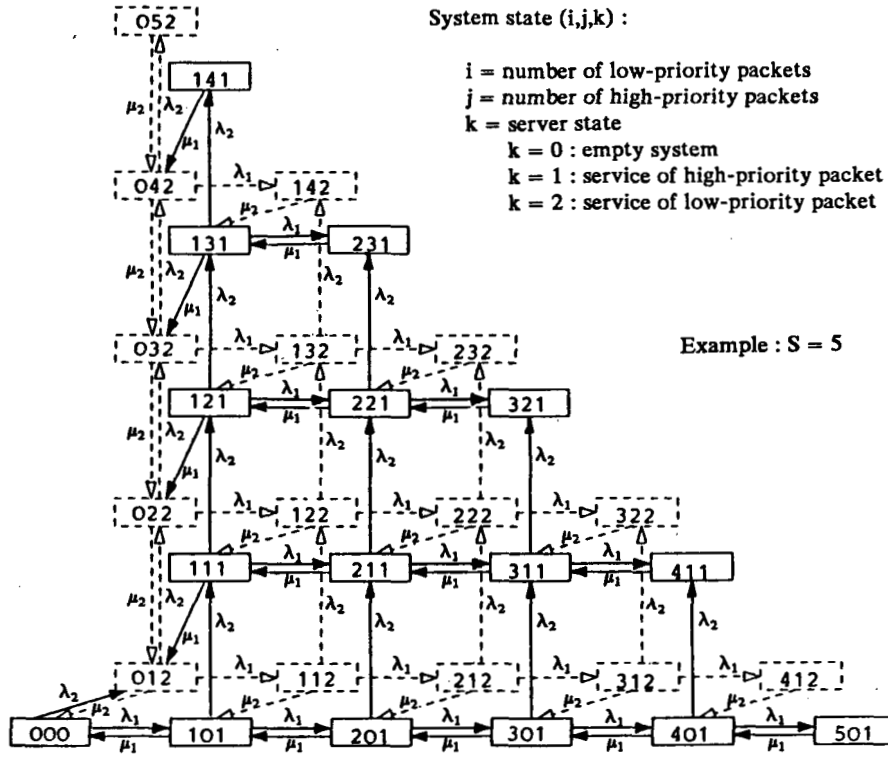 System state (i,j,k) :
i = number of low-priority packets
j = number of high-priority packets
k = server state
k = 0 : empty system
k = 1 : service of high-priority packet
k = 2 : service of low-priority packet
Example : S = 5
052
141
μ₂ λ₂ μ₁ λ₂
042 λ₁ 142
μ₂
131 λ₁ μ₁ 231
μ₂ λ₂ μ₁ λ₂ λ₂ λ₂
032 λ₁ 132 λ₁ 232
μ₂ μ₂
121 λ₁ μ₁ 221 λ₁ μ₁ 321
μ₂ λ₂ μ₁ λ₂ λ₂ λ₂ λ₂ λ₂
022 λ₁ 122 λ₁ 222 λ₁ 322
μ₂ μ₂ μ₂
111 λ₁ μ₁ 211 λ₁ μ₁ 311 λ₁ μ₁ 411
μ₂ λ₂ μ₁ λ₂ λ₂ λ₂ λ₂ λ₂ λ₂ λ₂
012 λ₁ 112 λ₁ 212 λ₁ 312 λ₁ 412
λ₂ μ₂ μ₂ μ₂ μ₂ μ₂
000 λ₁ μ₁ 101 λ₁ μ₁ 201 λ₁ μ₁ 301 λ₁ μ₁ 401 λ₁ μ₁ 501